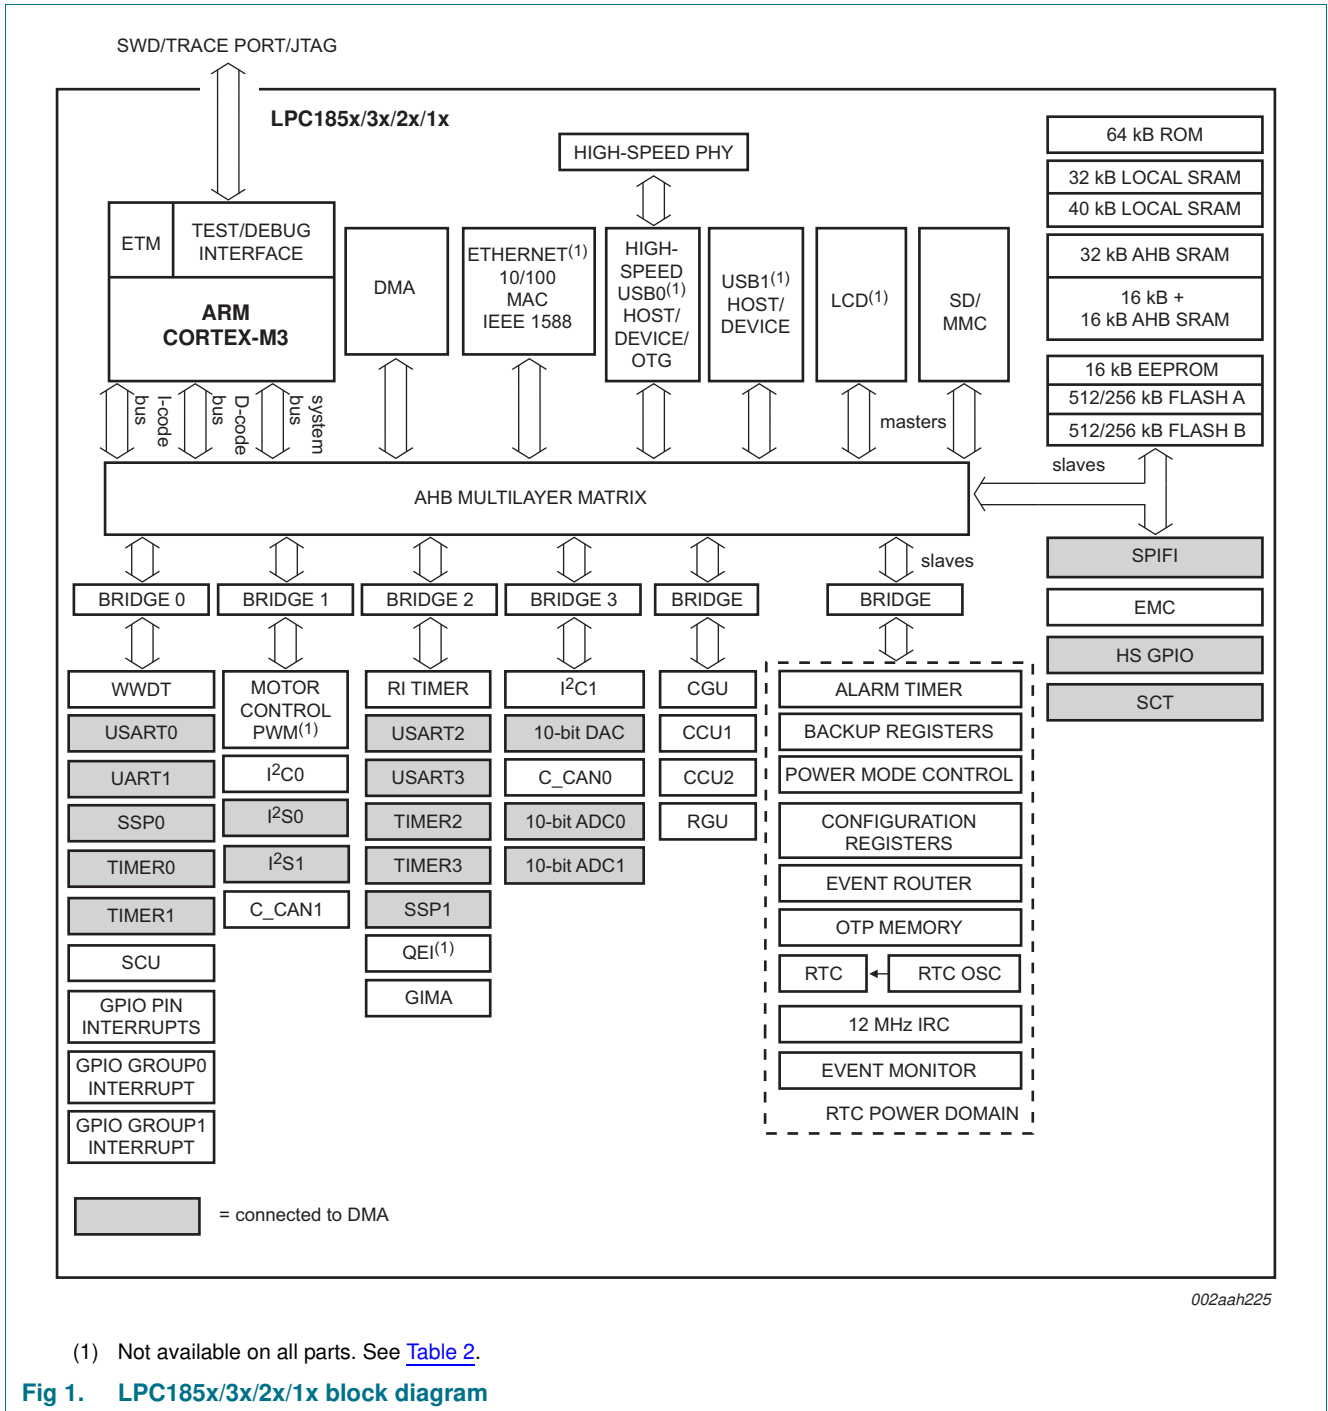 SWD/TRACE PORT/JTAG
LPC185x/3x/2x/1x
HIGH-SPEED PHY
ETM
TEST/DEBUG
INTERFACE
ARM
CORTEX-M3
DMA
ETHERNET(1)
10/100
MAC
IEEE 1588
HIGH-
SPEED
USB0(1)
HOST/
DEVICE/
OTG
USB1(1)
HOST/
DEVICE
LCD(1)
SD/
MMC
64 kB ROM
32 kB LOCAL SRAM
40 kB LOCAL SRAM
32 kB AHB SRAM
16 kB +
16 kB AHB SRAM
16 kB EEPROM
512/256 kB FLASH A
512/256 kB FLASH B
I-code
bus
D-code
bus
system
bus
masters
slaves
AHB MULTILAYER MATRIX
slaves
BRIDGE 0
BRIDGE 1
BRIDGE 2
BRIDGE 3
BRIDGE
BRIDGE
SPIFI
EMC
HS GPIO
SCT
WWDT
USART0
UART1
SSP0
TIMER0
TIMER1
SCU
GPIO PIN
INTERRUPTS
GPIO GROUP0
INTERRUPT
GPIO GROUP1
INTERRUPT
MOTOR
CONTROL
PWM(1)
I2C0
I2S0
I2S1
C_CAN1
RI TIMER
USART2
USART3
TIMER2
TIMER3
SSP1
QEI(1)
GIMA
I2C1
10-bit DAC
C_CAN0
10-bit ADC0
10-bit ADC1
CGU
CCU1
CCU2
RGU
ALARM TIMER
BACKUP REGISTERS
POWER MODE CONTROL
CONFIGURATION
REGISTERS
EVENT ROUTER
OTP MEMORY
RTC
RTC OSC
12 MHz IRC
EVENT MONITOR
RTC POWER DOMAIN
= connected to DMA
002aah225
(1) Not available on all parts. See Table 2.
Fig 1. LPC185x/3x/2x/1x block diagram